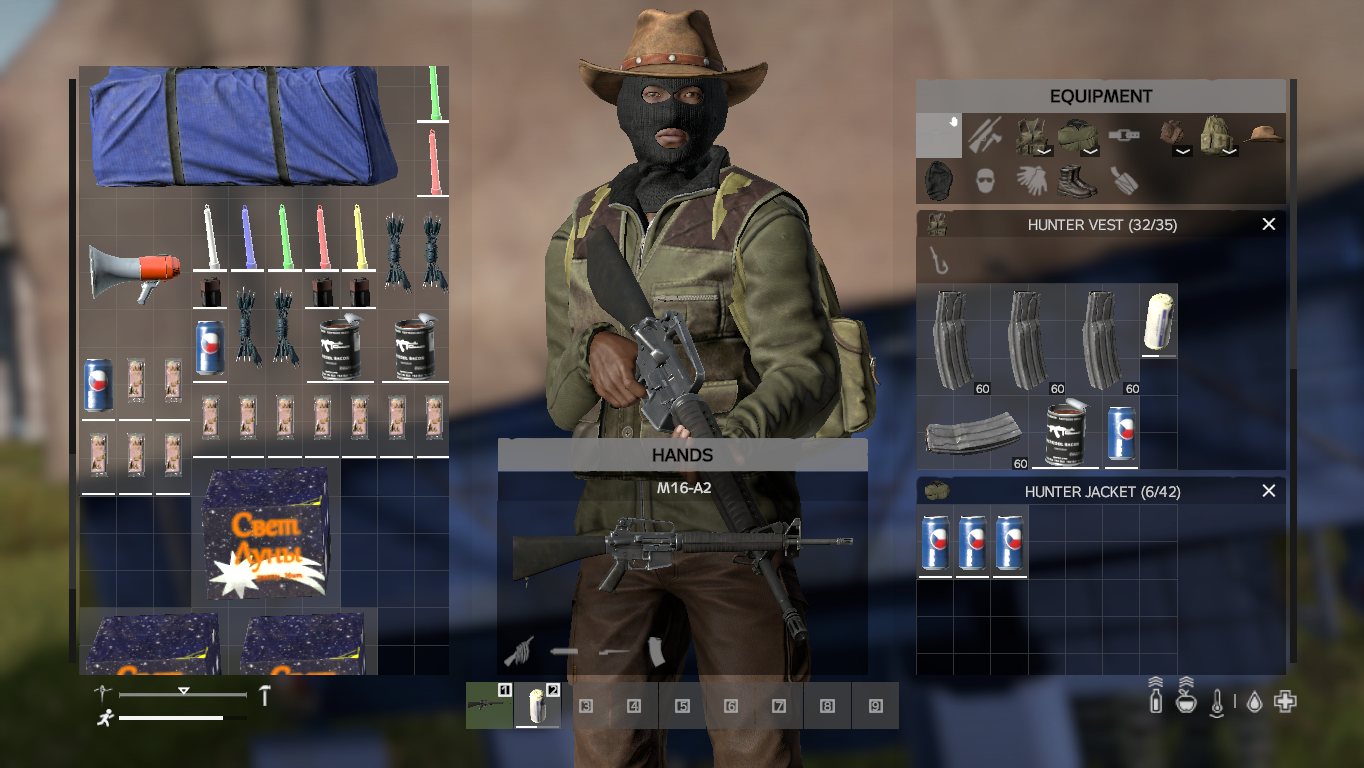 EQUIPMENT
HUNTER VEST (32/35)
60
60
60
60
HUNTER JACKET (6/42)
HANDS
M16-A2
Свет
Луны
1
2
3
4
5
6
7
8
9